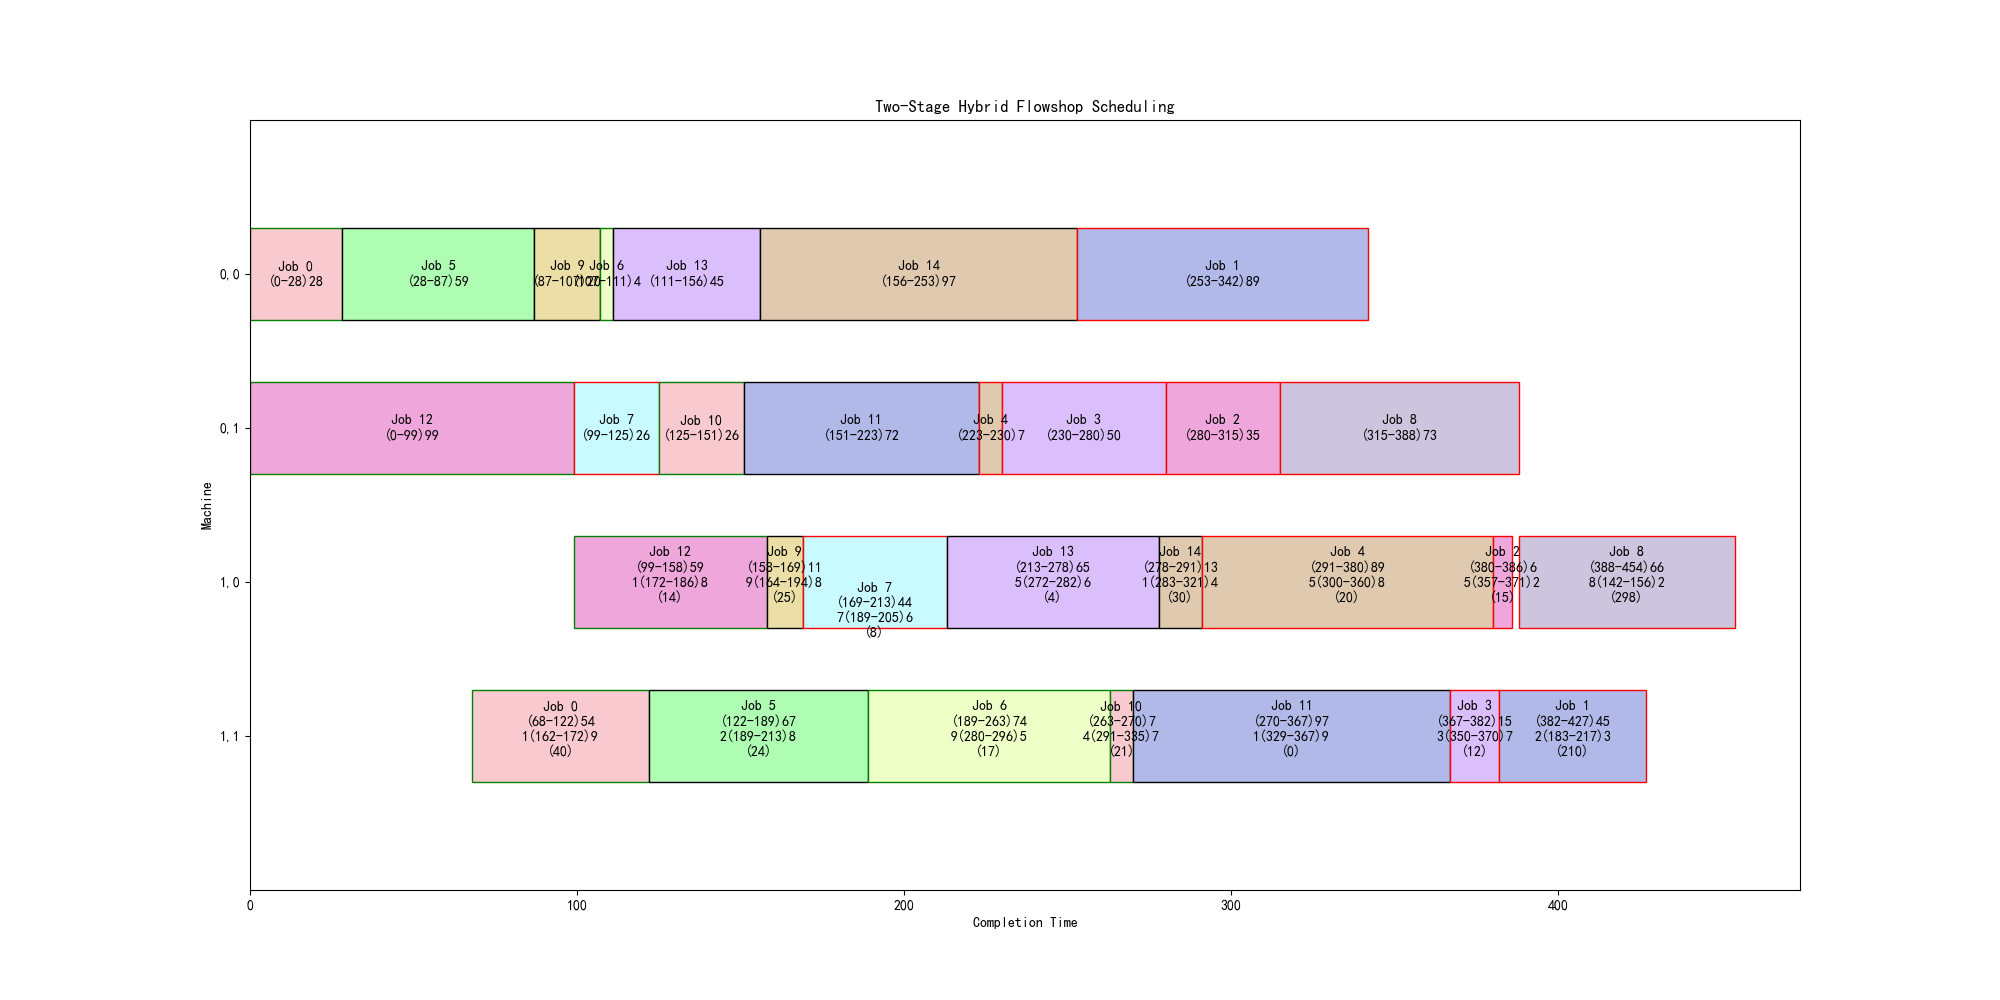 Two-Stage Hybrid Flowshop Scheduling
Machine
0,0
Job 0
(0-28)28
Job 5
(28-87)59
Job 9
(87-107)20
Job 6
(107-111)4
Job 13
(111-156)45
Job 14
(156-253)97
Job 1
(253-342)89
0,1
Job 12
(0-99)99
Job 7
(99-125)26
Job 10
(125-151)26
Job 11
(151-223)72
Job 4
(223-230)7
Job 3
(230-280)50
Job 2
(280-315)35
Job 8
(315-388)73
1,0
Job 12
(99-158)59
1(172-186)8
(14)
Job 9
(158-169)11
9(164-194)8
(25)
Job 7
(169-213)44
7(189-205)6
(8)
Job 13
(213-278)65
5(272-282)6
(4)
Job 14
(278-291)13
1(283-321)4
(30)
Job 4
(291-380)89
5(300-360)8
(20)
Job 2
(380-386)6
5(357-371)2
(15)
Job 8
(388-454)66
8(142-156)2
(298)
1,1
Job 0
(68-122)54
1(162-172)9
(40)
Job 5
(122-189)67
2(189-213)8
(24)
Job 6
(189-263)74
9(280-296)5
(17)
Job 10
(263-270)7
4(291-335)7
(21)
Job 11
(270-367)97
1(329-367)9
(0)
Job 3
(367-382)15
3(350-370)7
(12)
Job 1
(382-427)45
2(183-217)3
(210)
0
100
200
300
400
Completion Time